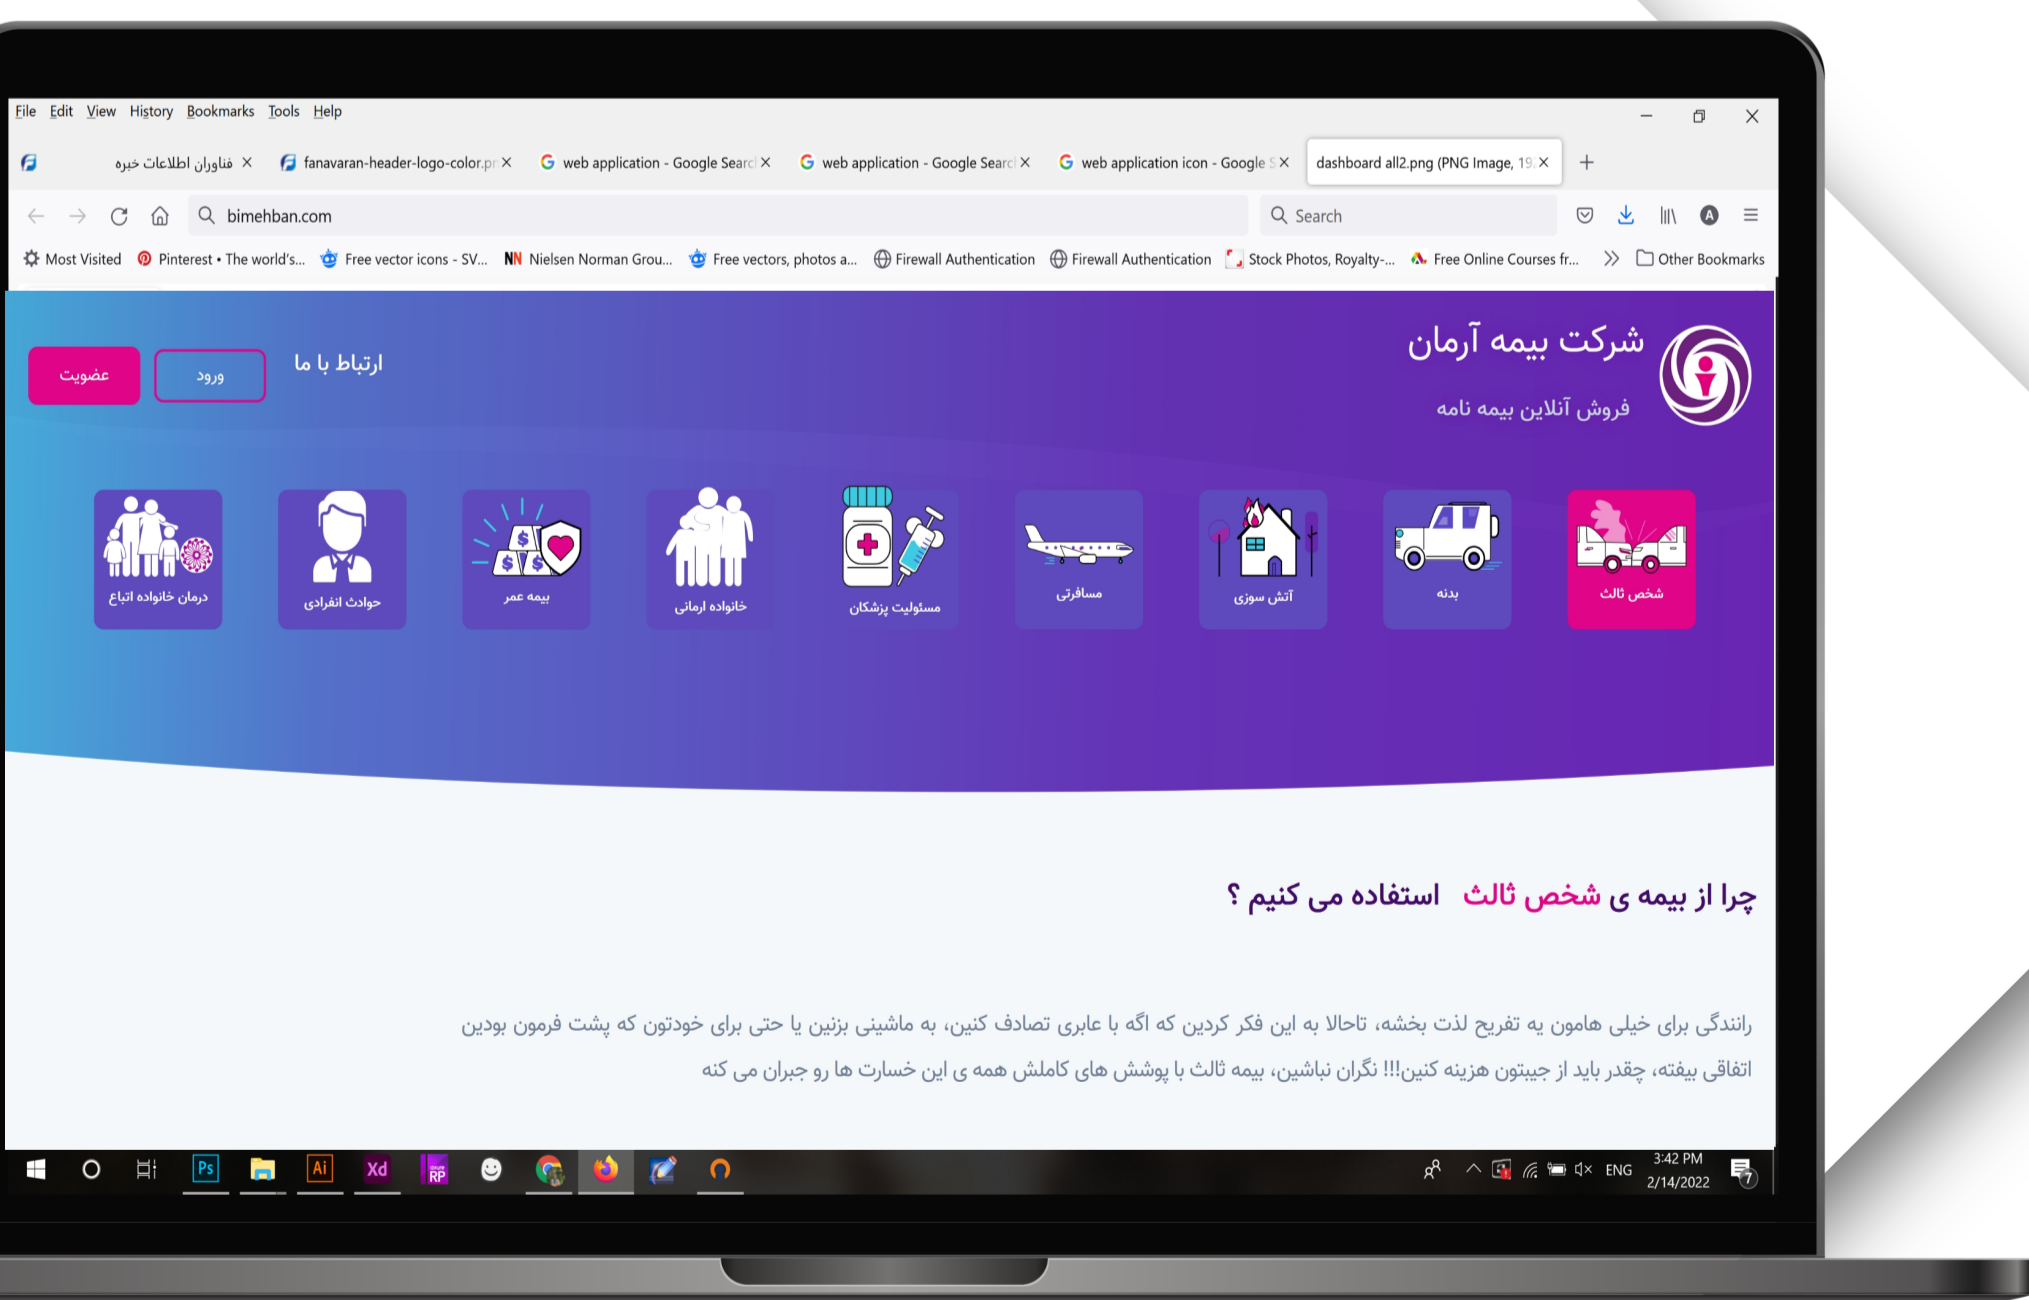 File Edit View History Bookmarks Tools Help
فناوران اطلاعات خبره
fanavaran-header-logo-color.pn
web application - Google Searc
web application - Google Searc
web application icon - Google S
dashboard all2.png (PNG Image, 19
bimehban.com
Search
Most Visited Pinterest • The world's... Free vector icons - SV... Nielsen Norman Grou... Free vectors, photos a... Firewall Authentication Firewall Authentication Stock Photos, Royalty-... Free Online Courses fr... Other Bookmarks
شرکت بیمه آرمان
فروش آنلاین بیمه نامه
ارتباط با ما
ورود
عضویت
شخص ثالث
بدنه
آتش سوزی
مسافرتی
مسئولیت پزشکان
خانواده ارمانی
بیمه عمر
حوادث انفرادی
درمان خانواده اتباع
چرا از بیمه ی شخص ثالث استفاده می کنیم ؟
رانندگی برای خیلی هامون یه تفریح لذت بخشه، تاحالا به این فکر کردین که اگه با عابری تصادف کنین، به ماشینی بزنین یا حتی برای خودتون که پشت فرمون بودین
اتفاقی بیفته، چقدر باید از جیبتون هزینه کنین!!! نگران نباشین، بیمه ثالث با پوشش های کاملش همه ی این خسارت ها رو جبران می کنه
Ps Ai Xd RP
ENG
3:42 PM
2/14/2022
7